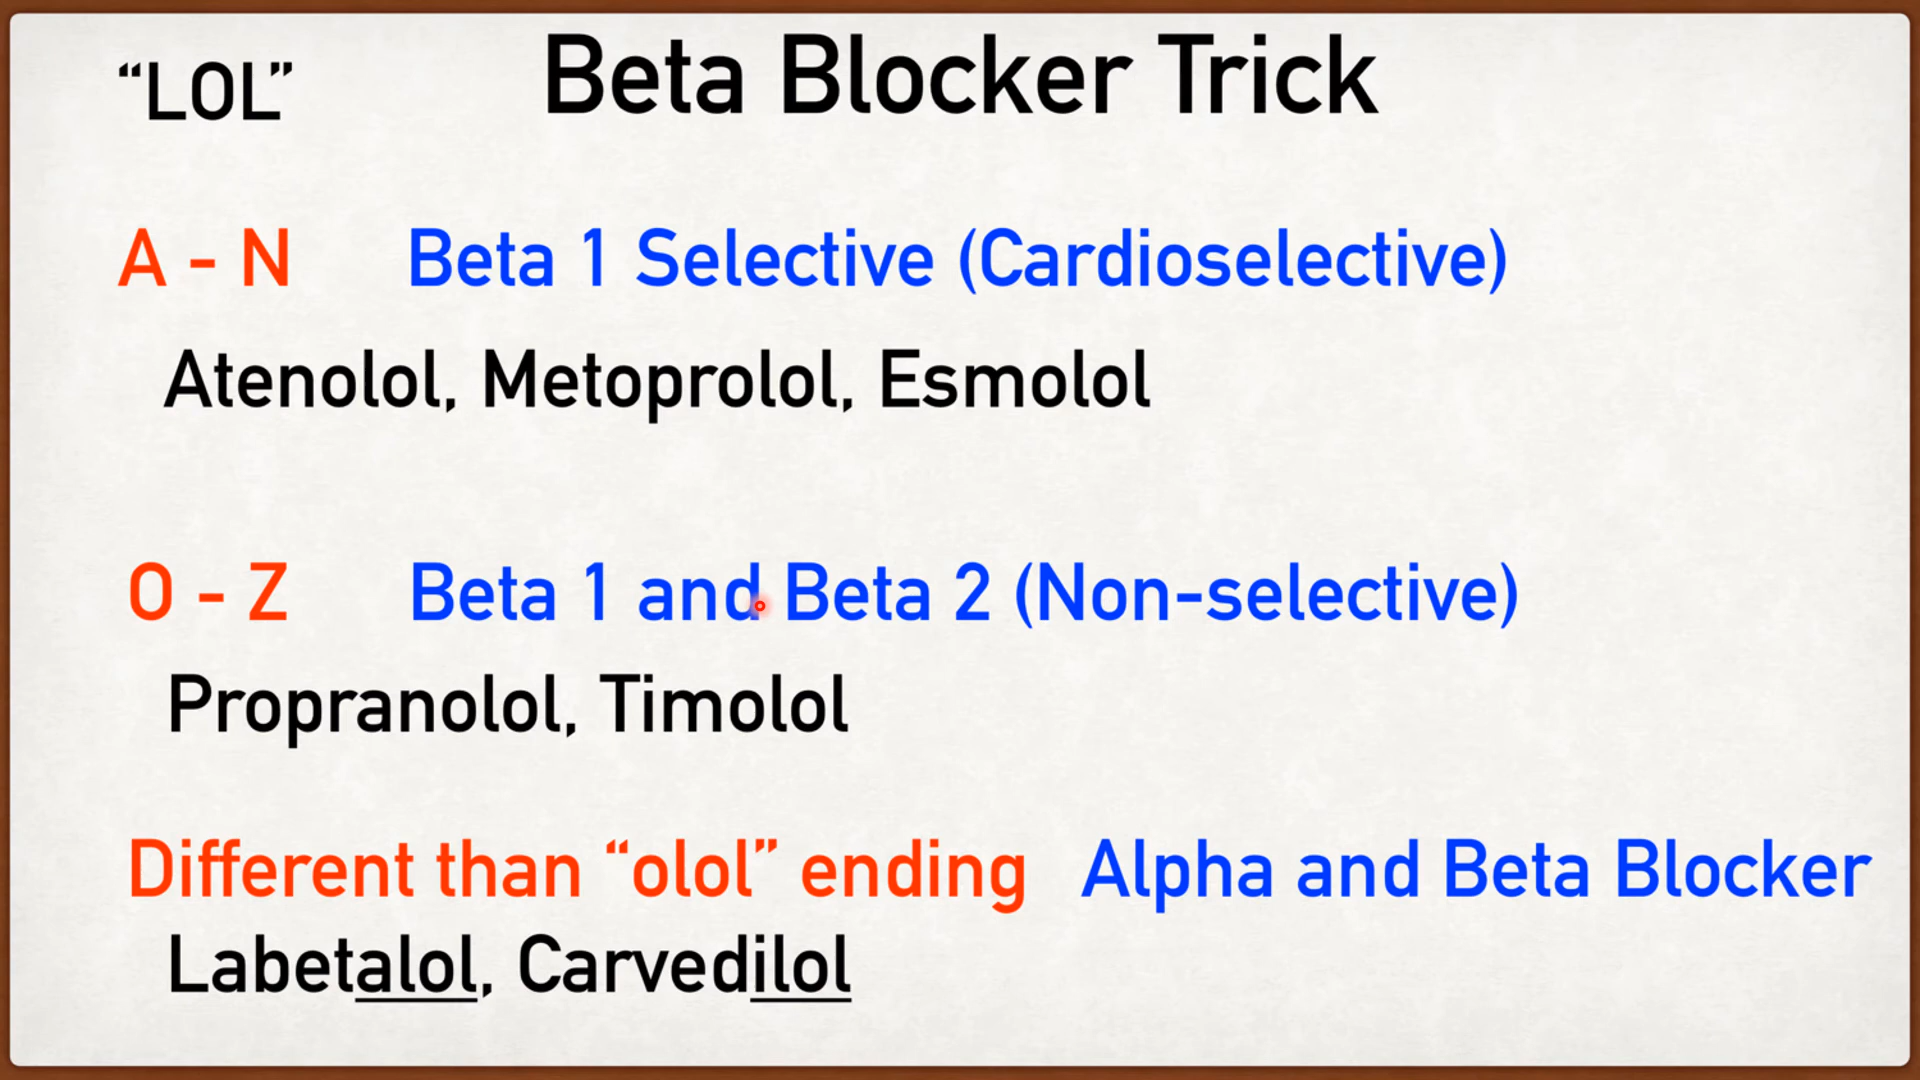 “LOL”
Beta Blocker Trick
A - N
Beta 1 Selective (Cardioselective)
Atenolol, Metoprolol, Esmolol
O - Z
Beta 1 and Beta 2 (Non-selective)
Propranolol, Timolol
Different than “olol” ending
Alpha and Beta Blocker
Labetalol, Carvedilol